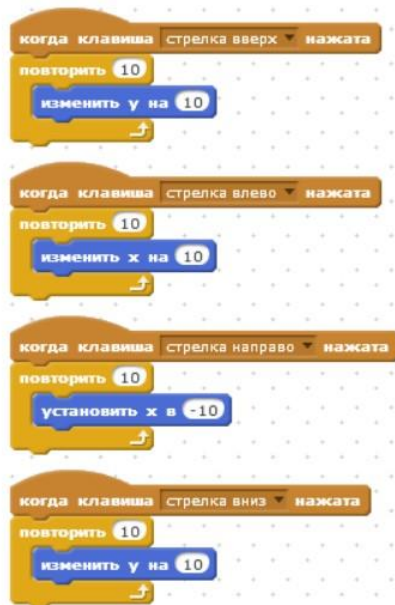 когда клавиша стрелка вверх нажата
повторить 10
изменить y на 10
когда клавиша стрелка влево нажата
повторить 10
изменить x на 10
когда клавиша стрелка направо нажата
повторить 10
установить x в -10
когда клавиша стрелка вниз нажата
повторить 10
изменить y на 10